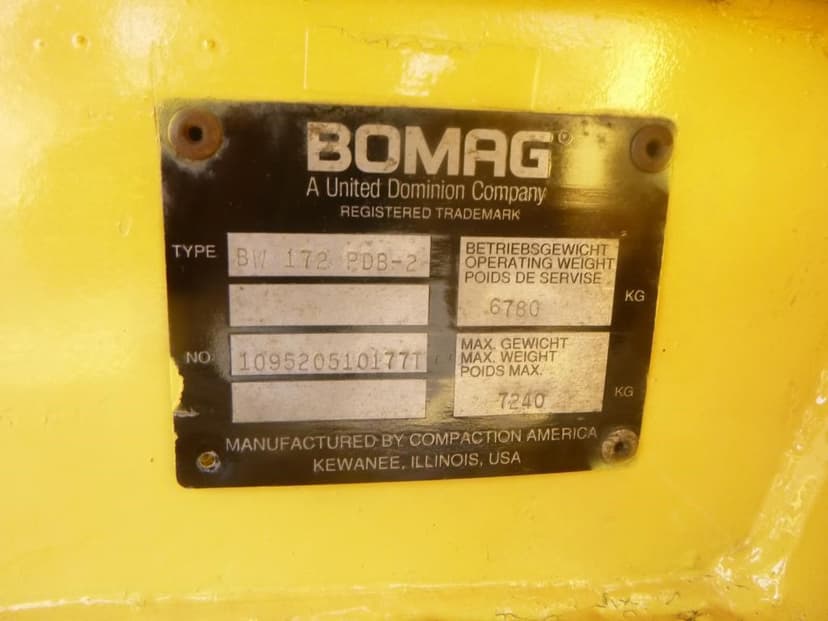 BOMAG®
A United Dominion Company
REGISTERED TRADEMARK
TYPE BW 172 PDB-2
BETRIEBSGEWICHT
OPERATING WEIGHT
POIDS DE SERVISE
6780 KG
NO. 109520510177T
MAX. GEWICHT
MAX. WEIGHT
POIDS MAX.
7240 KG
MANUFACTURED BY COMPACTION AMERICA
KEWANEE, ILLINOIS, USA